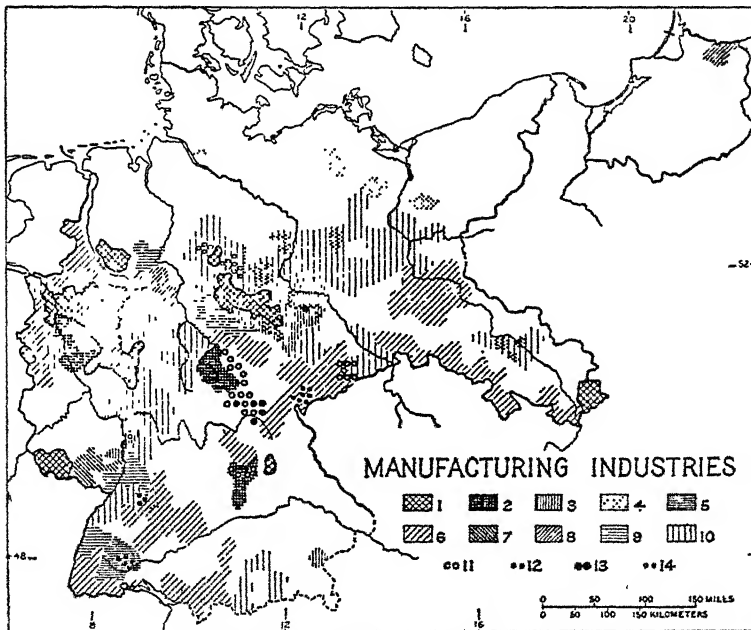 12 16 20
52
MANUFACTURING INDUSTRIES
1 2 3 4 5
6 7 8 9 10
11 12 13 14
48
0 50 100 150 MILES
0 50 100 150 KILOMETERS
8 12 16